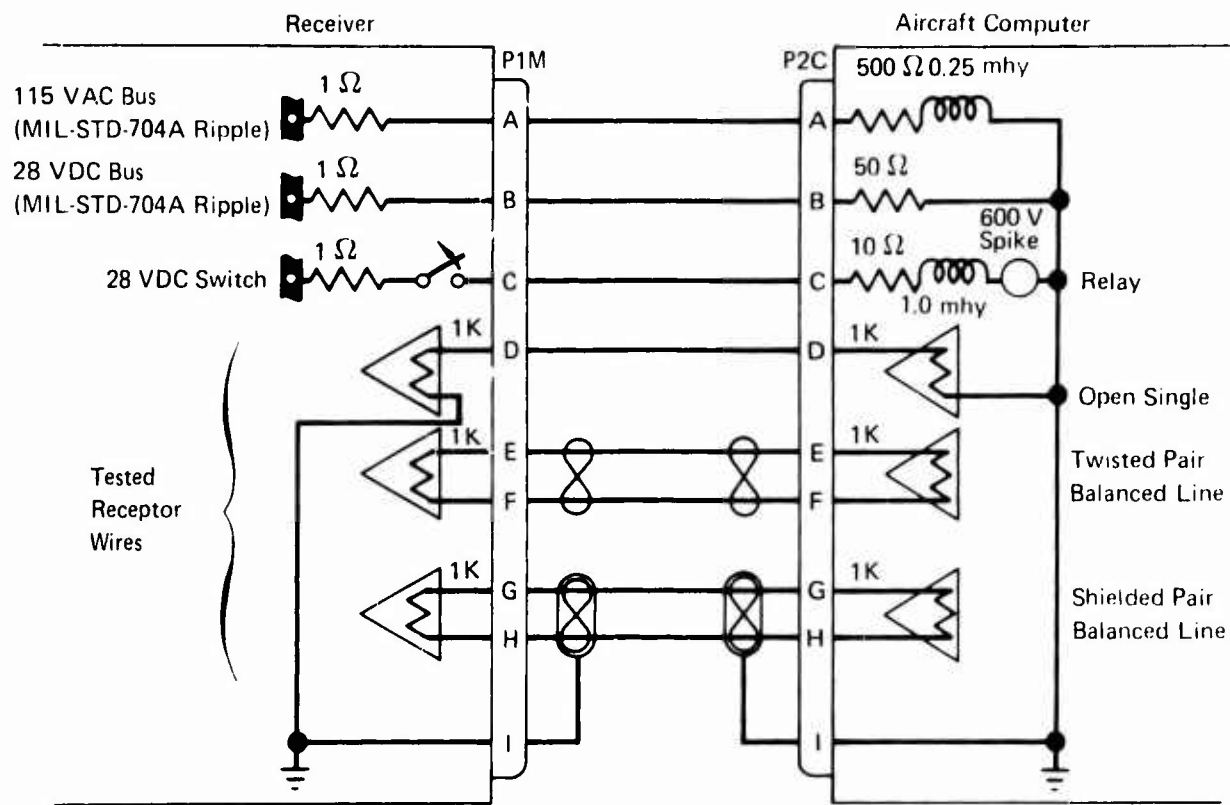 Receiver
Aircraft Computer
P1M
P2C
500 Ω 0.25 mhy
115 VAC Bus
(MIL-STD-704A Ripple)
1 Ω
A
A
28 VDC Bus
(MIL-STD-704A Ripple)
1 Ω
B
B
50 Ω
600 V
Spike
28 VDC Switch
1 Ω
C
C
10 Ω
1.0 mhy
Relay
1K
D
D
1K
Open Single
1K
E
E
1K
F
F
Twisted Pair
Balanced Line
Tested
Receptor
Wires
1K
G
G
1K
H
H
Shielded Pair
Balanced Line
I
I